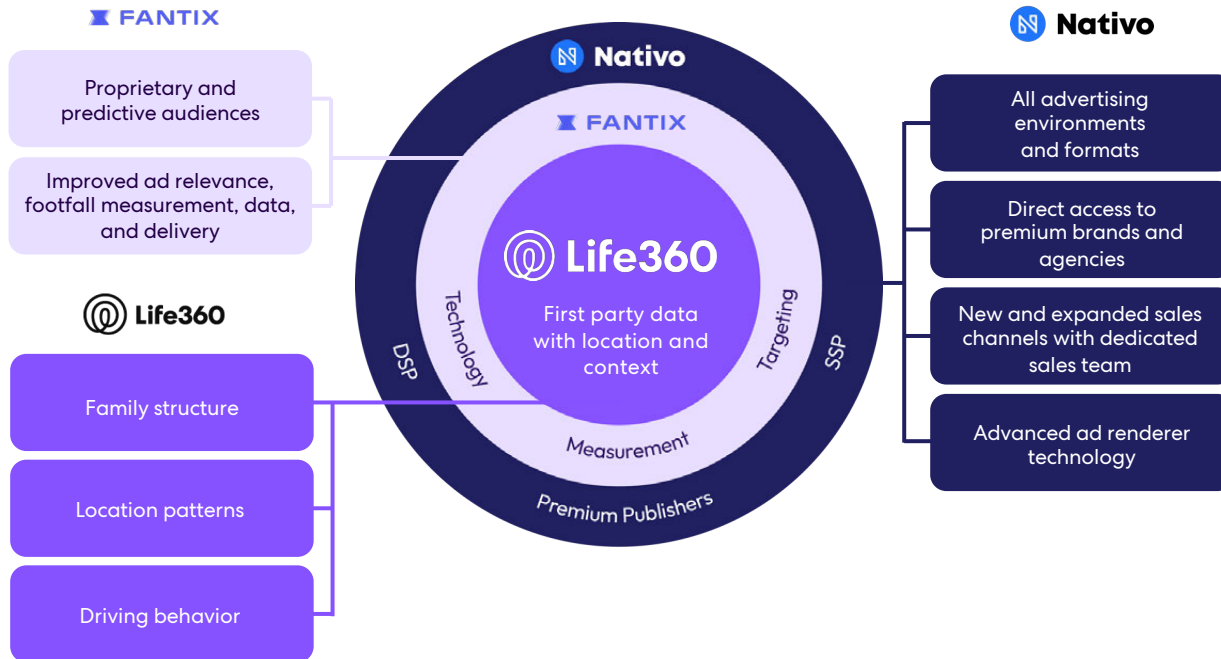 FANTIX
Proprietary and
predictive audiences
Improved ad relevance,
footfall measurement, data,
and delivery
Life360
Family structure
Location patterns
Driving behavior
Nativo
FANTIX
Life360
First party data
with location and
context
Technology
Targeting
Measurement
DSP
SSP
Premium Publishers
Nativo
All advertising
environments
and formats
Direct access to
premium brands and
agencies
New and expanded sales
channels with dedicated
sales team
Advanced ad renderer
technology